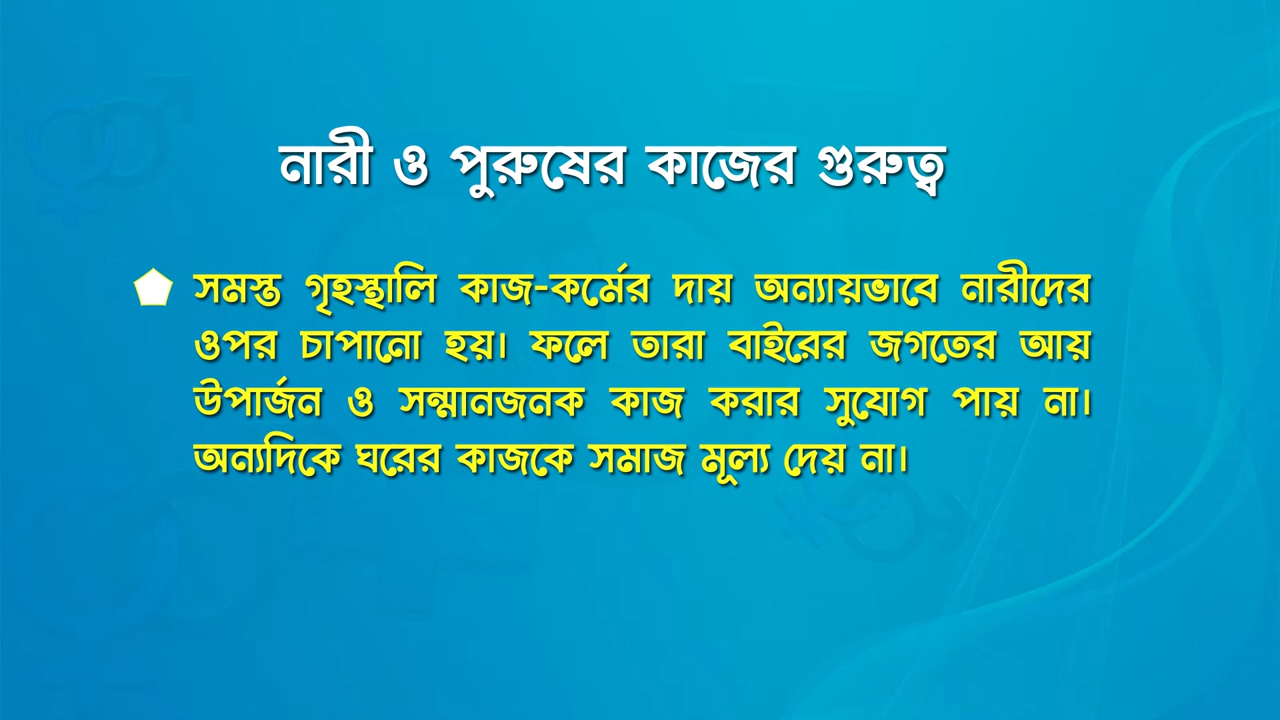 নারী ও পুরুষের কাজের গুরুত্ব
সমস্ত গৃহস্থালি কাজ-কর্মের দায় অন্যায়ভাবে নারীদের
ওপর চাপানো হয়। ফলে তারা বাইরের জগতের আয়
উপার্জন ও সন্মানজনক কাজ করার সুযোগ পায় না।
অন্যদিকে ঘরের কাজকে সমাজ মূল্য দেয় না।